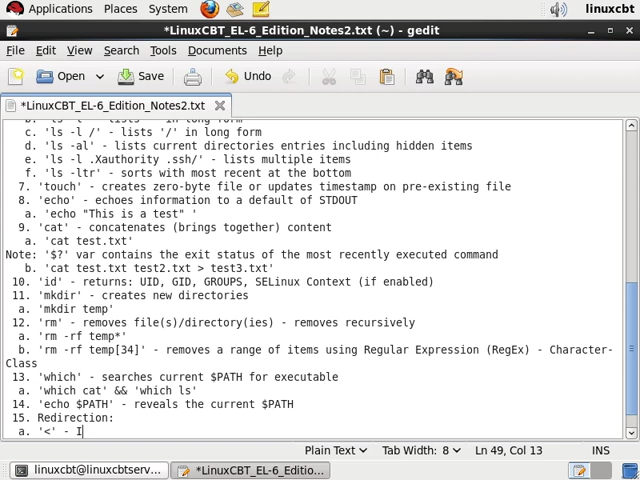 Applications Places System linuxcbt
*LinuxCBT_EL-6_Edition_Notes2.txt (~) - gedit
File Edit View Search Tools Documents Help
Open Save Undo
*LinuxCBT_EL-6_Edition_Notes2.txt
c. 'ls -l /' - lists '/' in long form
d. 'ls -al' - lists current directories entries including hidden items
e. 'ls -l .Xauthority .ssh/' - lists multiple items
f. 'ls -ltr' - sorts with most recent at the bottom
7. 'touch' - creates zero-byte file or updates timestamp on pre-existing file
8. 'echo' - echoes information to a default of STDOUT
a. 'echo "This is a test" '
9. 'cat' - concatenates (brings together) content
a. 'cat test.txt'
Note: '$?' var contains the exit status of the most recently executed command
b. 'cat test.txt test2.txt > test3.txt'
10. 'id' - returns: UID, GID, GROUPS, SELinux Context (if enabled)
11. 'mkdir' - creates new directories
a. 'mkdir temp'
12. 'rm' - removes file(s)/directory(ies) - removes recursively
a. 'rm -rf temp*'
b. 'rm -rf temp[34]' - removes a range of items using Regular Expression (RegEx) - Character-
Class
13. 'which' - searches current $PATH for executable
a. 'which cat' && 'which ls'
14. 'echo $PATH' - reveals the current $PATH
15. Redirection:
a. '<' - I
Plain Text Tab Width: 8 Ln 49, Col 13 INS
linuxcbt@linuxcbtserv... *LinuxCBT_EL-6_Editio...